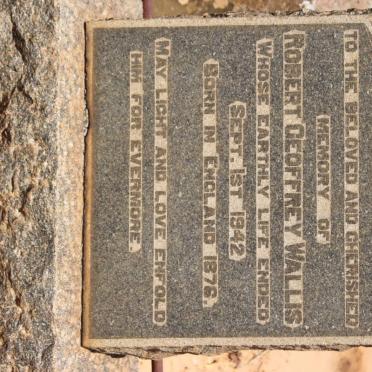 TO THE BELOVED AND CHERISHED
MEMORY OF
ROBERT GEOFFREY WALLIS
WHOSE EARTHLY LIFE ENDED
SEPT. 1ST 1942
BORN IN ENGLAND 1878.
MAY LIGHT AND LOVE ENFOLD
HIM FOR EVERMORE.